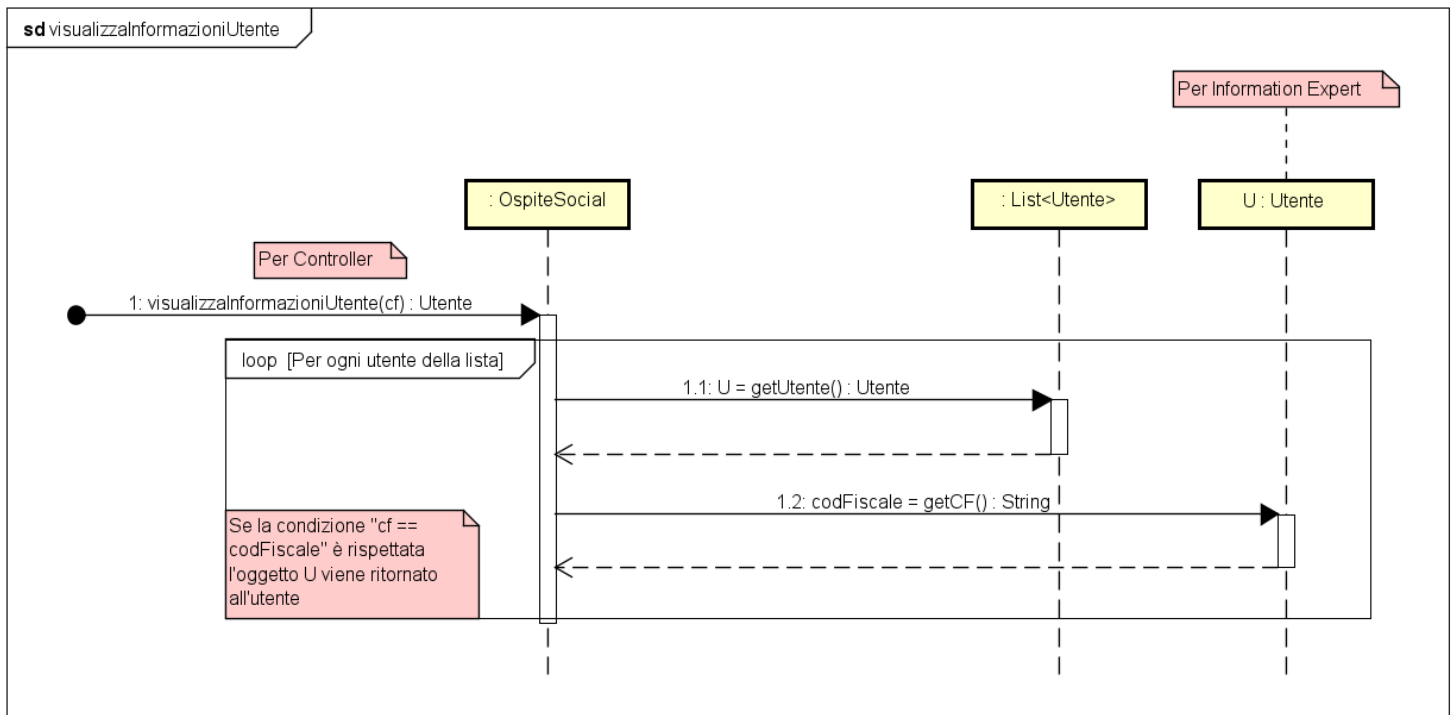 sd visualizzaInformazioniUtente
Per Information Expert
: OspiteSocial
: List<Utente>
U : Utente
Per Controller
1: visualizzaInformazioniUtente(cf) : Utente
loop [Per ogni utente della lista]
1.1: U = getUtente() : Utente
1.2: codFiscale = getCF() : String
Se la condizione "cf ==
codFiscale" è rispettata
l'oggetto U viene ritornato
all'utente